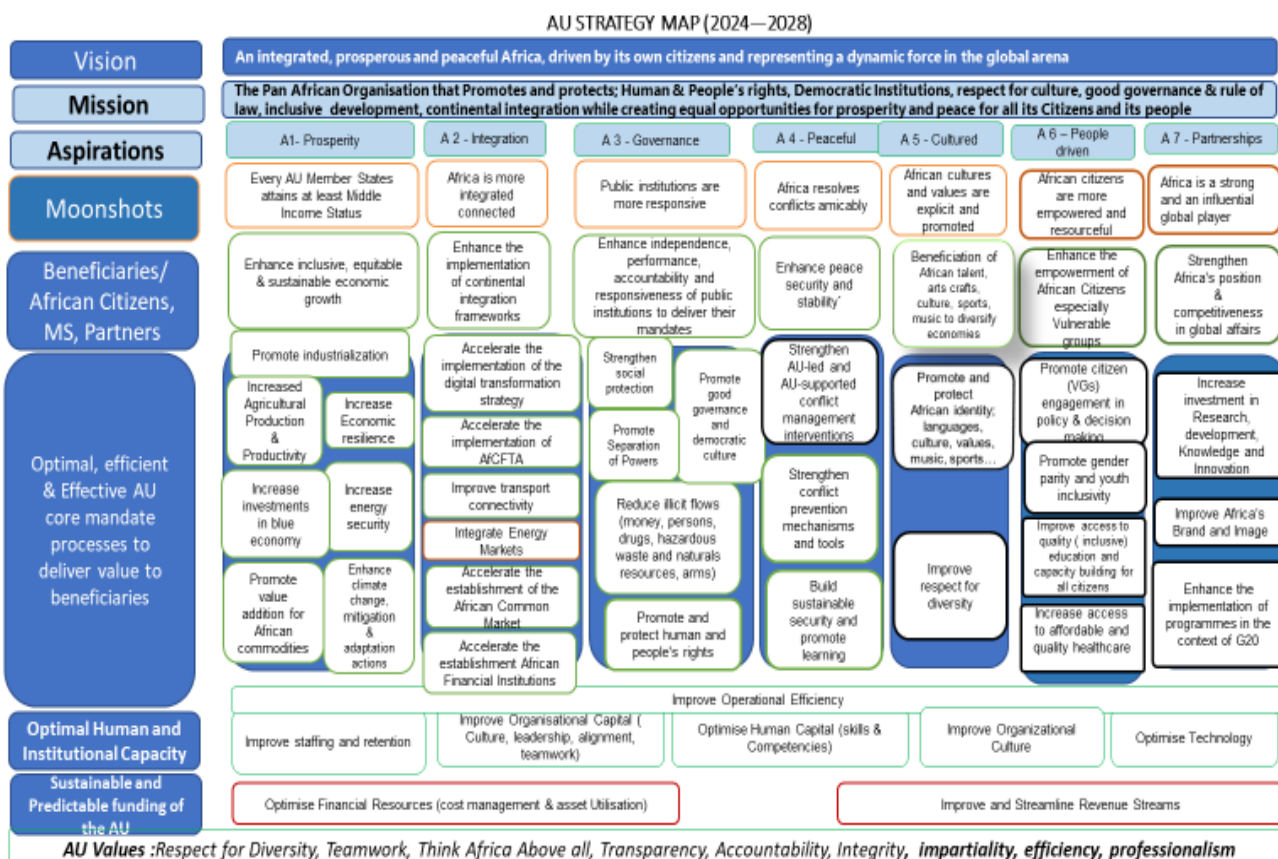 AU STRATEGY MAP (2024—2028)
Vision
An integrated, prosperous and peaceful Africa, driven by its own citizens and representing a dynamic force in the global arena
Mission
The Pan African Organisation that Promotes and protects; Human & People's rights, Democratic Institutions, respect for culture, good governance & rule of
law, inclusive development, continental integration while creating equal opportunities for prosperity and peace for all its Citizens and its people
Aspirations
A1- Prosperity
A 2 - Integration
A 3 - Governance
A 4 - Peaceful
A 5 - Cultured
A 6 – People
driven
A 7 - Partnerships
Moonshots
Every AU Member States
attains at least Middle
Income Status
Africa is more
integrated
connected
Public institutions are
more responsive
Africa resolves
conflicts amicably
African cultures
and values are
explicit and
promoted
African citizens
are more
empowered and
resourceful
Africa is a strong
and an influential
global player
Beneficiaries/
African Citizens,
MS, Partners
Enhance inclusive, equitable
& sustainable economic
growth
Enhance the
implementation
of continental
integration
frameworks
Enhance independence,
performance,
accountability and
responsiveness of public
institutions to deliver their
mandates
Enhance peace
security and
stability`
Beneficiation of
African talent,
arts crafts,
culture, sports,
music to diversify
economies
Enhance the
empowerment of
African Citizens
especially
Vulnerable
groups
Strengthen
Africa's position
&
competitiveness
in global affairs
Optimal, efficient
& Effective AU
core mandate
processes to
deliver value to
beneficiaries
Promote industrialization
Increased
Agricultural
Production
&
Productivity
Increase
Economic
resilience
Increase
investments
in blue
economy
Increase
energy
security
Promote
value
addition for
African
commodities
Enhance
climate
change,
mitigation
&
adaptation
actions
Accelerate the
implementation of the
digital transformation
strategy
Accelerate the
implementation of
AfCFTA
Improve transport
connectivity
Integrate Energy
Markets
Accelerate the
establishment of the
African Common
Market
Accelerate the
establishment African
Financial Institutions
Strengthen
social
protection
Promote
good
governance
and
democratic
culture
Promote
Separation
of Powers
Reduce illicit flows
(money, persons,
drugs, hazardous
waste and naturals
resources, arms)
Promote and
protect human and
people's rights
Strengthen
AU-led and
AU-supported
conflict
management
interventions
Strengthen
conflict
prevention
mechanisms
and tools
Build
sustainable
security and
promote
learning
Promote and
protect
African identity;
languages,
culture, values,
music, sports…
Improve
respect for
diversity
Promote citizen
(VGs)
engagement in
policy & decision
making
Promote gender
parity and youth
inclusivity
Improve access to
quality ( inclusive)
education and
capacity building for
all citizens
Increase access
to affordable and
quality healthcare
Increase
investment in
Research,
development,
Knowledge and
Innovation
Improve Africa's
Brand and Image
Enhance the
implementation of
programmes in the
context of G20
Improve Operational Efficiency
Optimal Human and
Institutional Capacity
Improve staffing and retention
Improve Organisational Capital (
Culture, leadership, alignment,
teamwork)
Optimise Human Capital (skills &
Competencies)
Improve Organizational
Culture
Optimise Technology
Sustainable and
Predictable funding of
the AU
Optimise Financial Resources (cost management & asset Utilisation)
Improve and Streamline Revenue Streams
AU Values :Respect for Diversity, Teamwork, Think Africa Above all, Transparency, Accountability, Integrity, impartiality, efficiency, professionalism